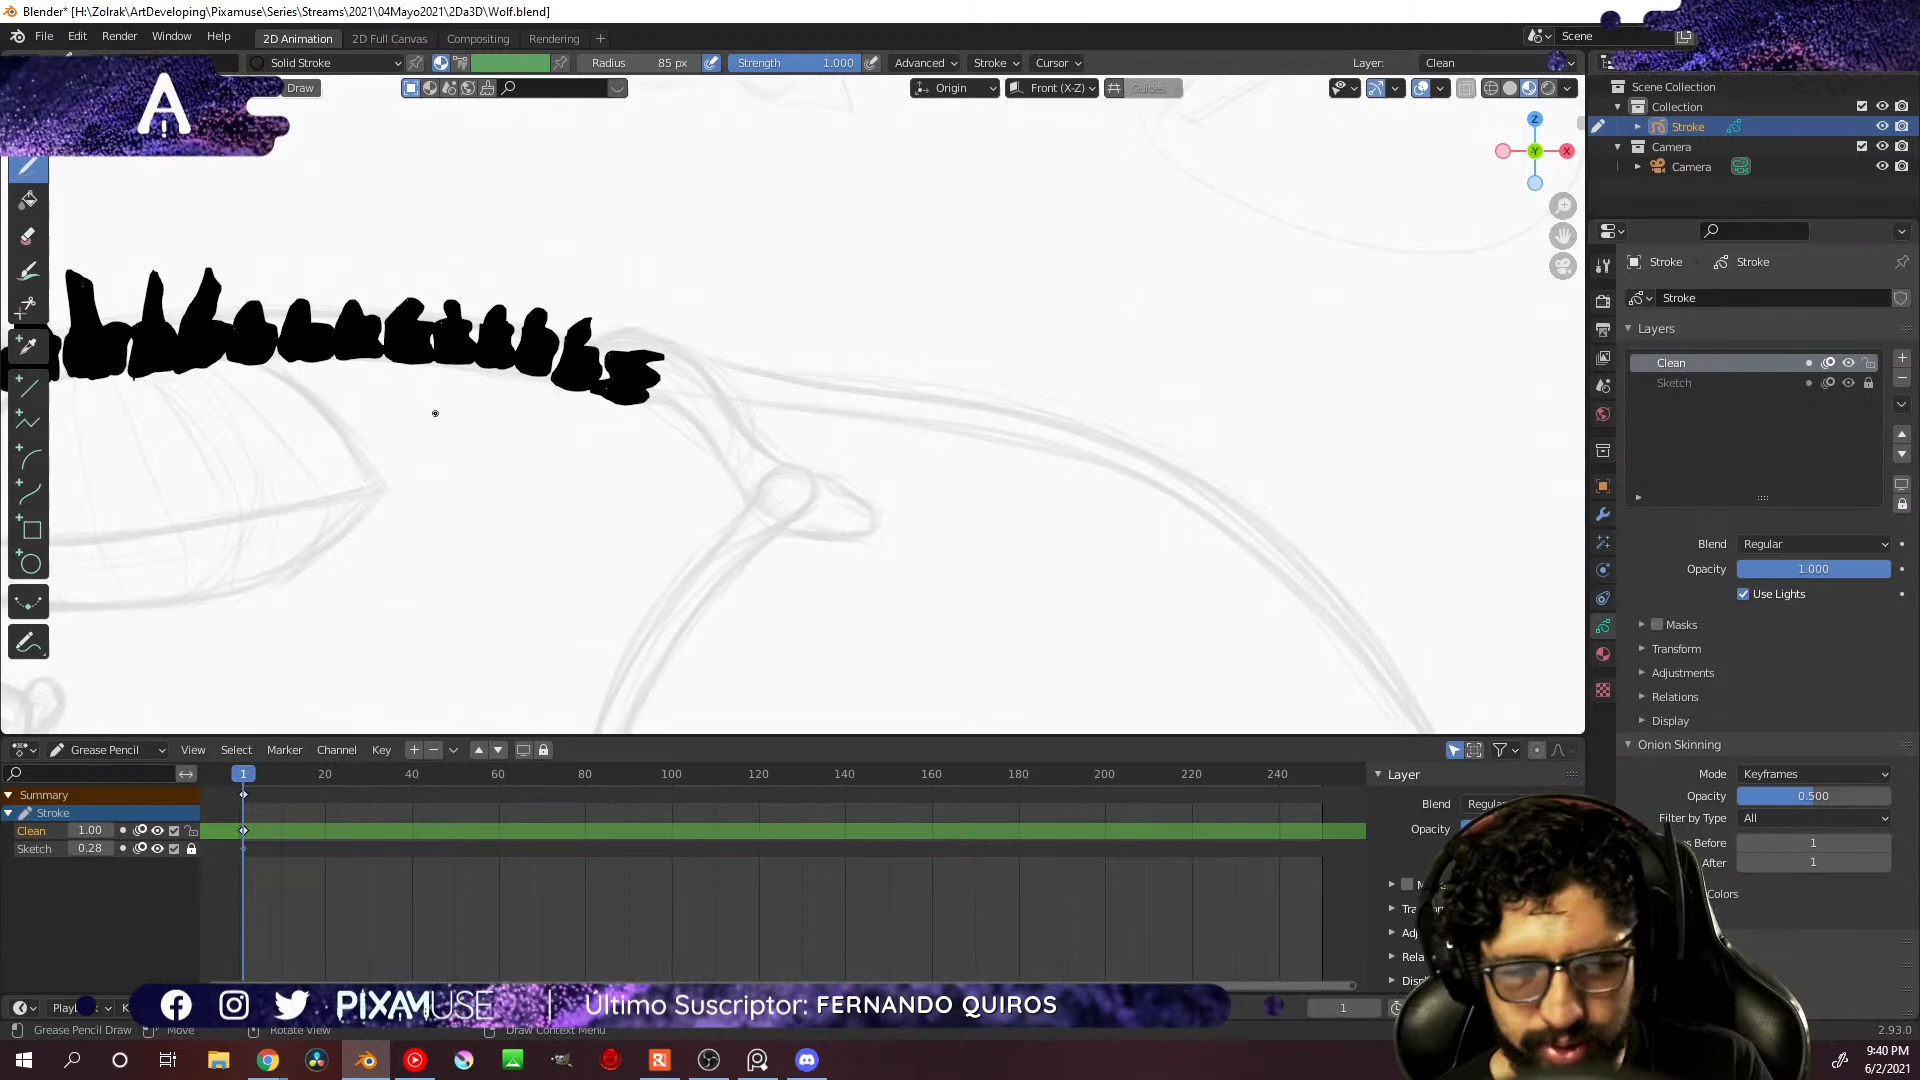 Blender* [H:\Zolrak\ArtDeveloping\Pixamuse\Series\Streams\2021\04Mayo2021\2Da3D\Wolf.blend]
File Edit Render Window Help 2D Animation 2D Full Canvas Compositing Rendering + Scene
Solid Stroke Radius 85 px Strength 1.000 Advanced Stroke Cursor Layer: Clean
A
Draw Origin Front (X-Z) Guides
Z
Y X
Scene Collection
Collection
Stroke
Camera
Camera
Stroke Stroke
Stroke
Layers
Clean
Sketch
Blend Regular
Opacity 1.000
Use Lights
Masks
Transform
Adjustments
Relations
Display
Onion Skinning
Mode Keyframes
Opacity 0.500
Filter by Type All
Before 1
After 1
Colors
Grease Pencil View Select Marker Channel Key
1 20 40 60 80 100 120 140 160 180 200 220 240
Summary
Stroke
Clean 1.00
Sketch 0.28
Layer
Blend Regular
Opacity
PIXAMUSE | Último Suscriptor: FERNANDO QUIROS
1
Grease Pencil Draw Move Rotate View Draw Context Menu 2.93.0
9:40 PM
6/2/2021